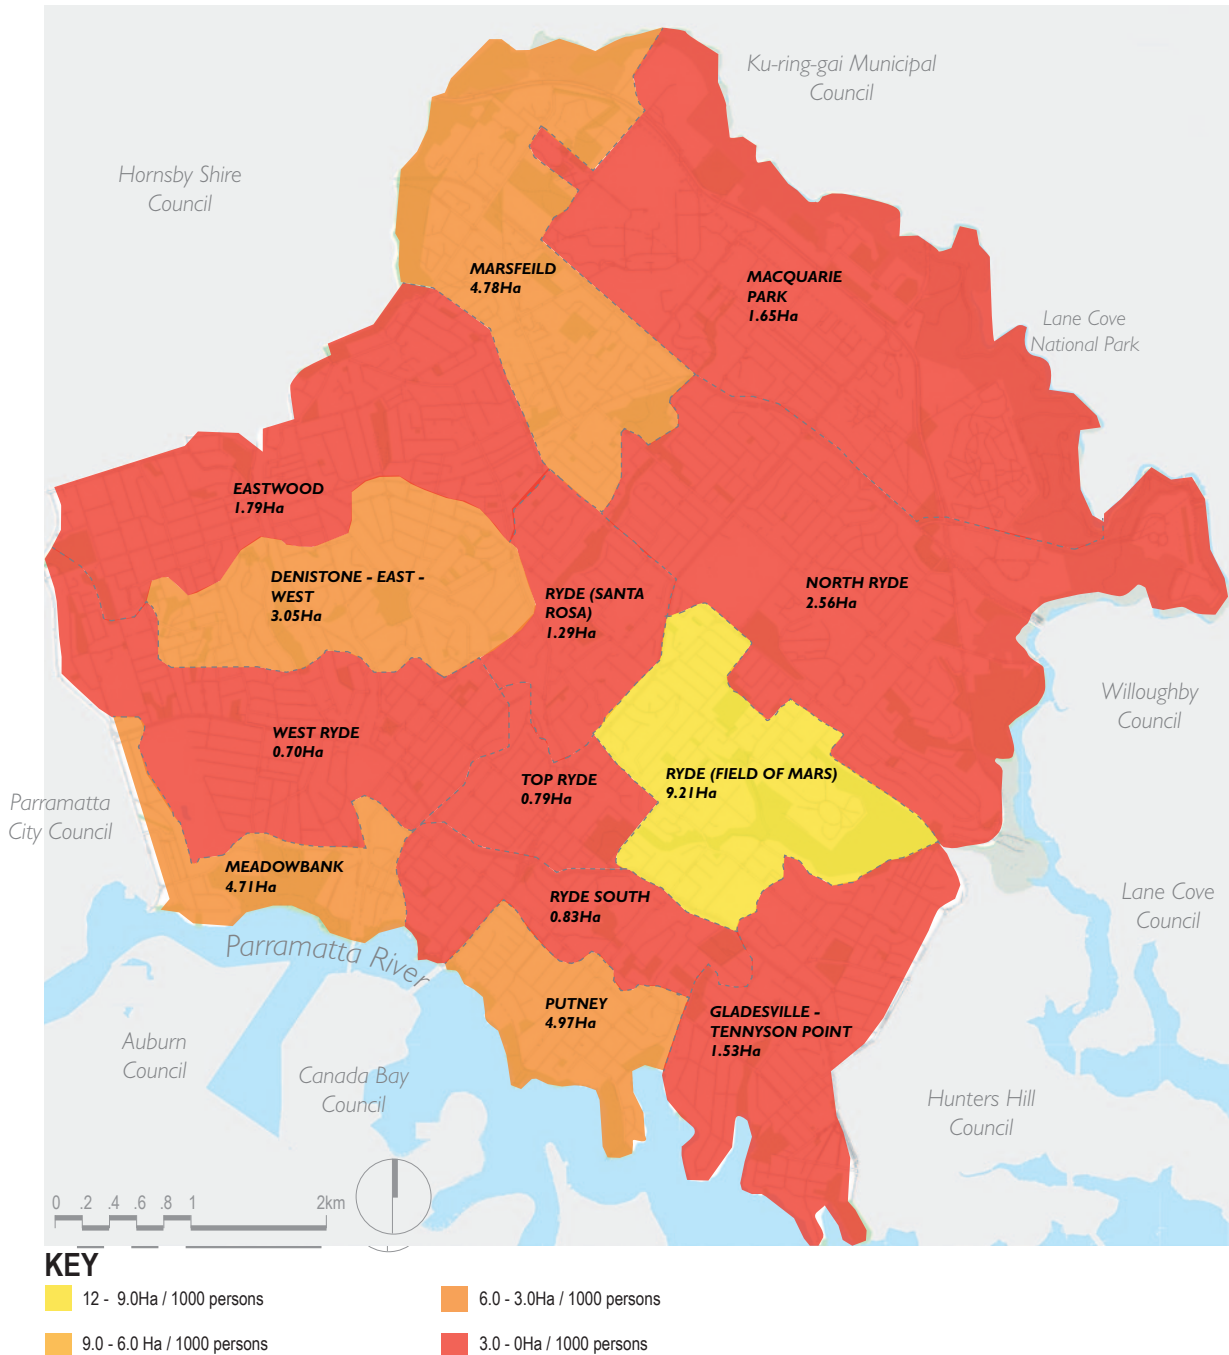 Ku-ring-gai Municipal
Council
Hornsby Shire
Council
MARSFEILD
4.78Ha
MACQUARIE
PARK
1.65Ha
Lane Cove
National Park
EASTWOOD
1.79Ha
DENISTONE - EAST -
WEST
3.05Ha
RYDE (SANTA
ROSA)
1.29Ha
NORTH RYDE
2.56Ha
Willoughby
Council
WEST RYDE
0.70Ha
TOP RYDE
0.79Ha
RYDE (FIELD OF MARS)
9.21Ha
Parramatta
City Council
MEADOWBANK
4.71Ha
RYDE SOUTH
0.83Ha
Lane Cove
Council
Parramatta River
PUTNEY
4.97Ha
GLADESVILLE -
TENNYSON POINT
1.53Ha
Auburn
Council
Canada Bay
Council
Hunters Hill
Council
0 .2 .4 .6 .8 1 2km
KEY
12 - 9.0Ha / 1000 persons
6.0 - 3.0Ha / 1000 persons
9.0 - 6.0 Ha / 1000 persons
3.0 - 0Ha / 1000 persons